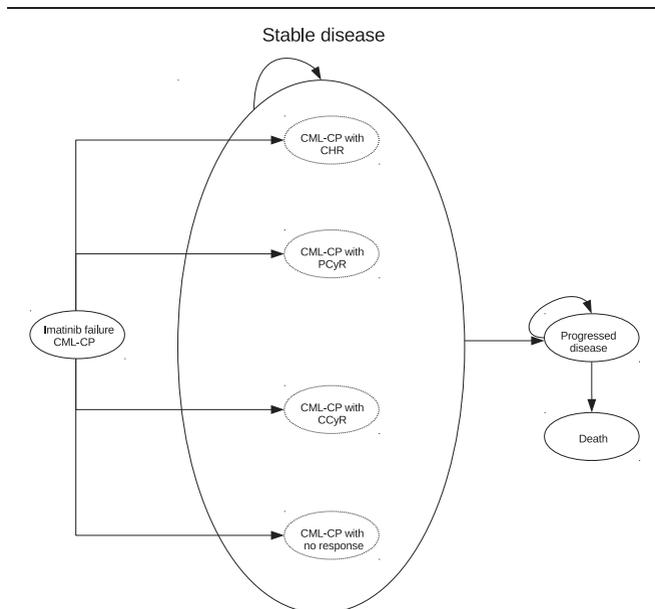 Stable disease
CML-CP with
CHR
CML-CP with
PCyR
Imatinib failure
CML-CP
Progressed
disease
CML-CP with
CCyR
Death
CML-CP with
no response